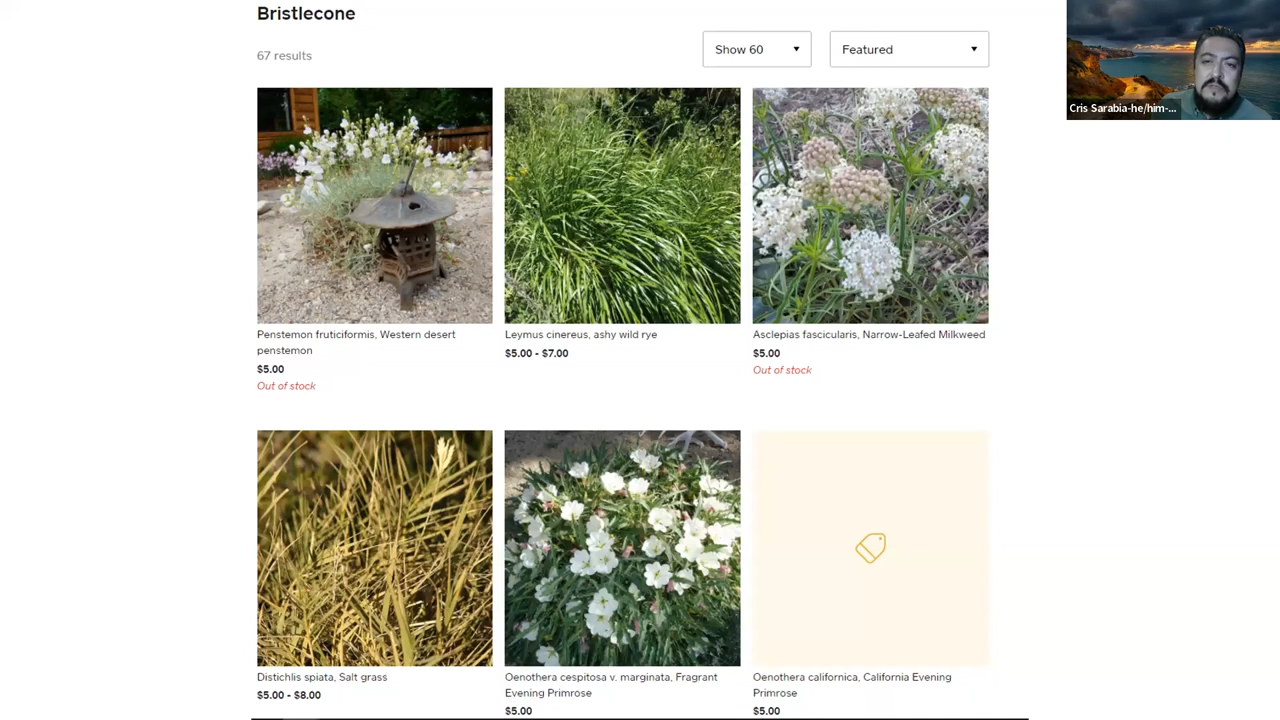 Bristlecone
67 results
Show 60
Featured
Cris Sarabia-he/him-...
Penstemon fruticiformis, Western desert
penstemon
$5.00
Out of stock
Leymus cinereus, ashy wild rye
$5.00 - $7.00
Asclepias fascicularis, Narrow-Leafed Milkweed
$5.00
Out of stock
Distichlis spiata, Salt grass
$5.00 - $8.00
Oenothera cespitosa v. marginata, Fragrant
Evening Primrose
$5.00
Oenothera californica, California Evening
Primrose
$5.00